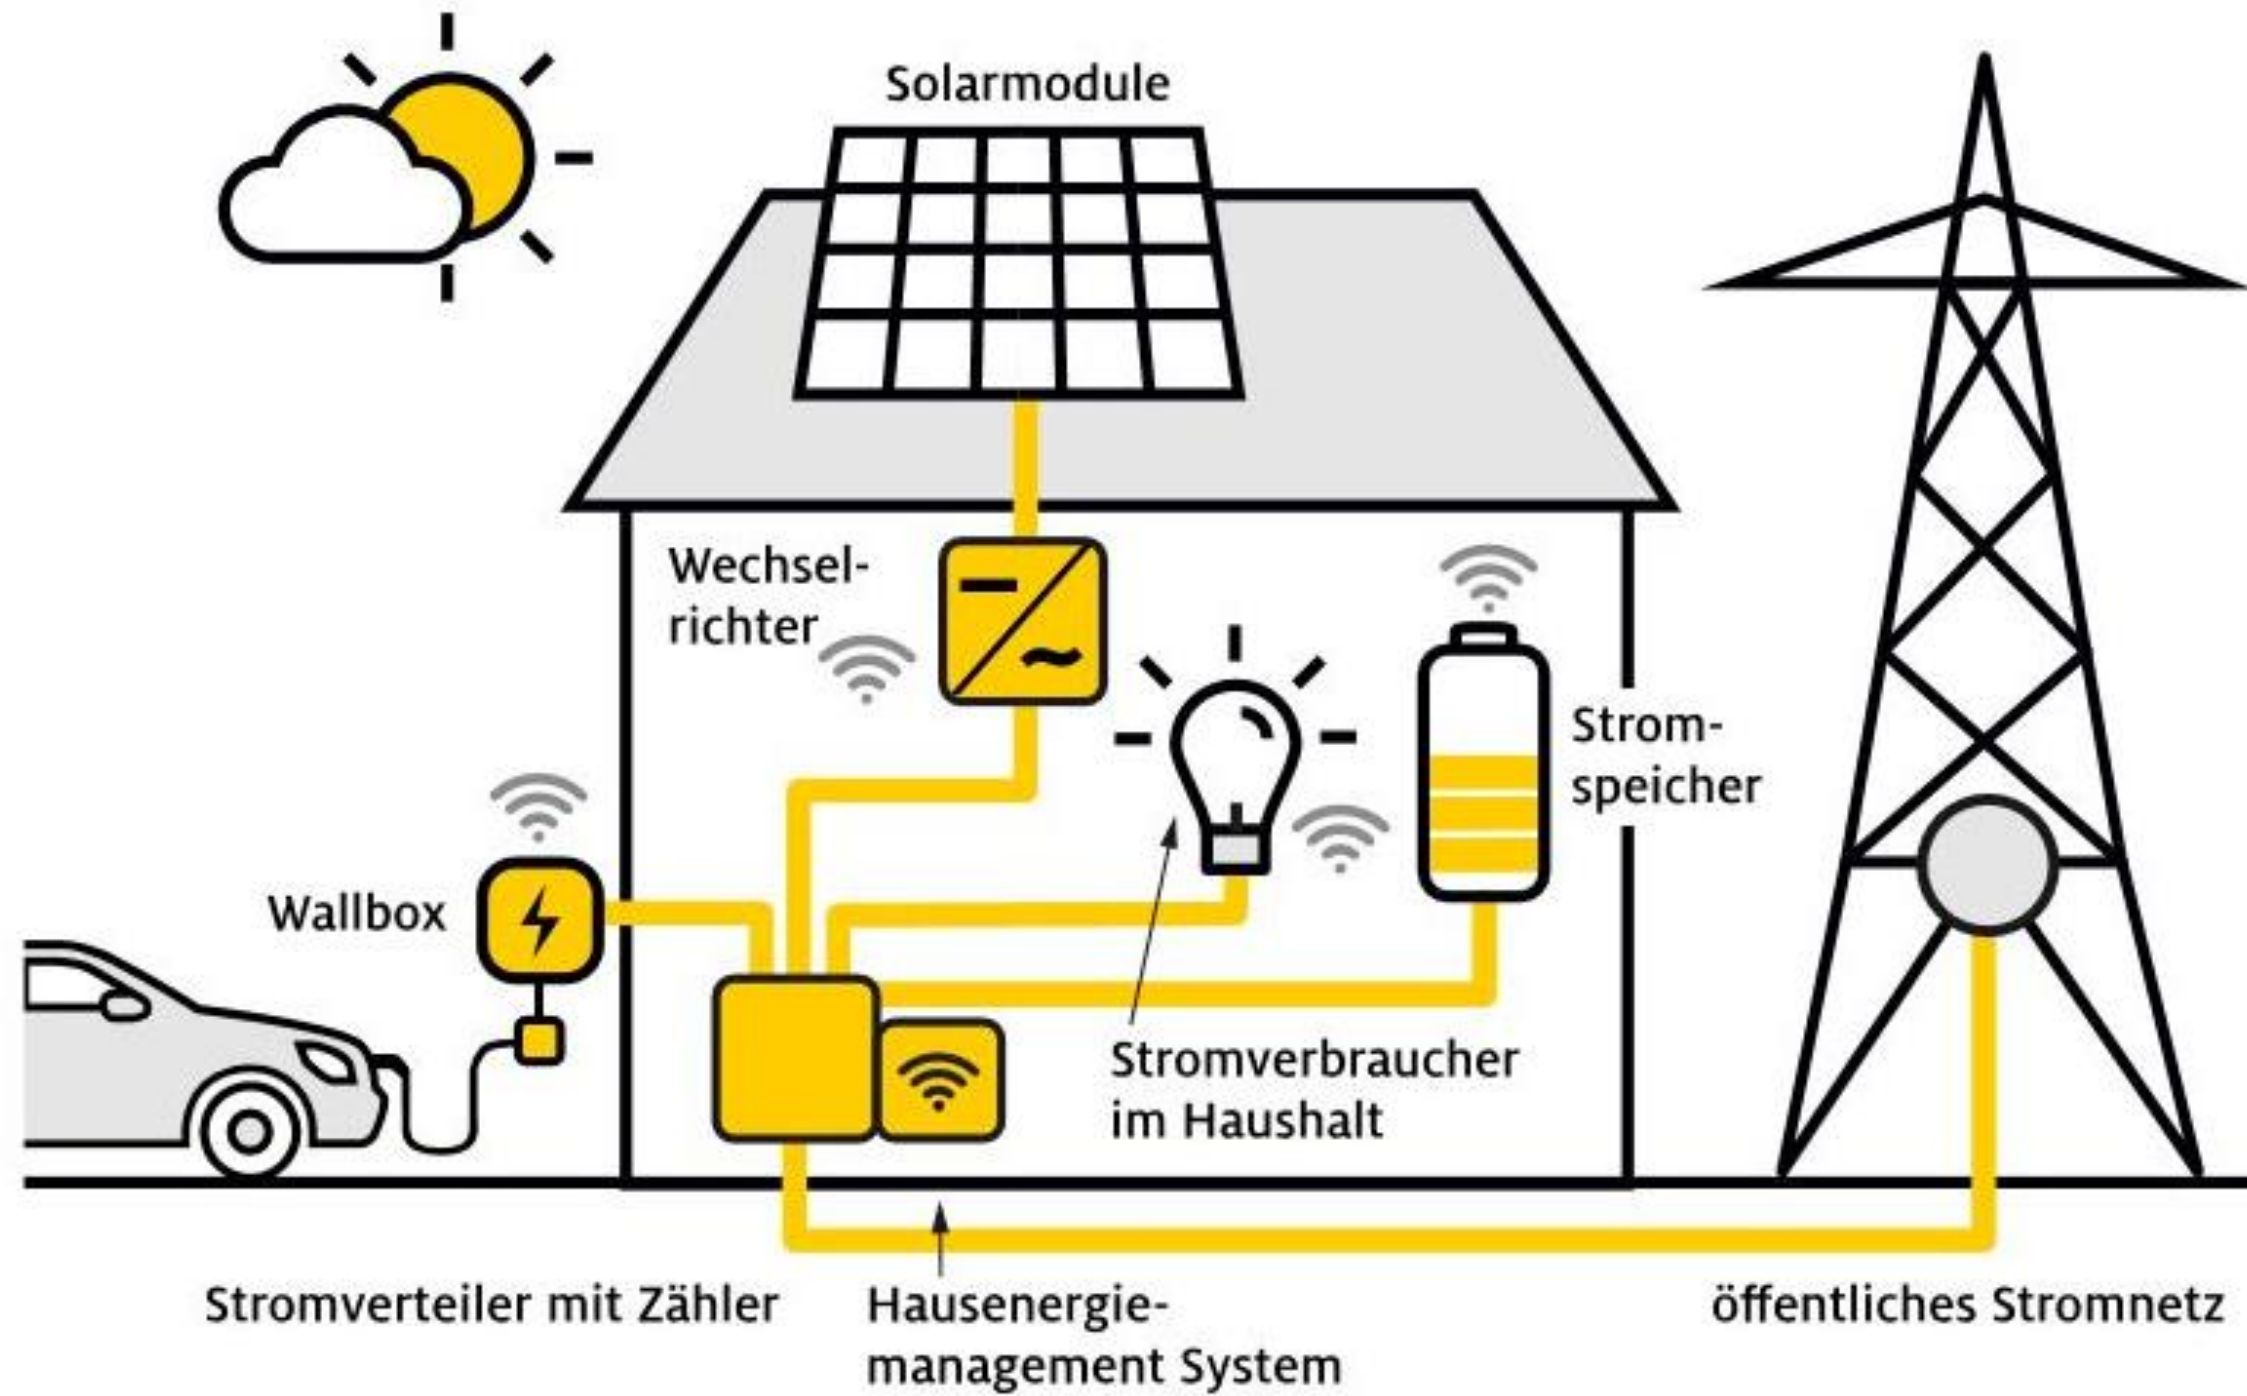 Solarmodule
Wechsel-
richter
Strom-
speicher
Wallbox
Stromverbraucher
im Haushalt
Stromverteiler mit Zähler
Hausenergie-
management System
öffentliches Stromnetz